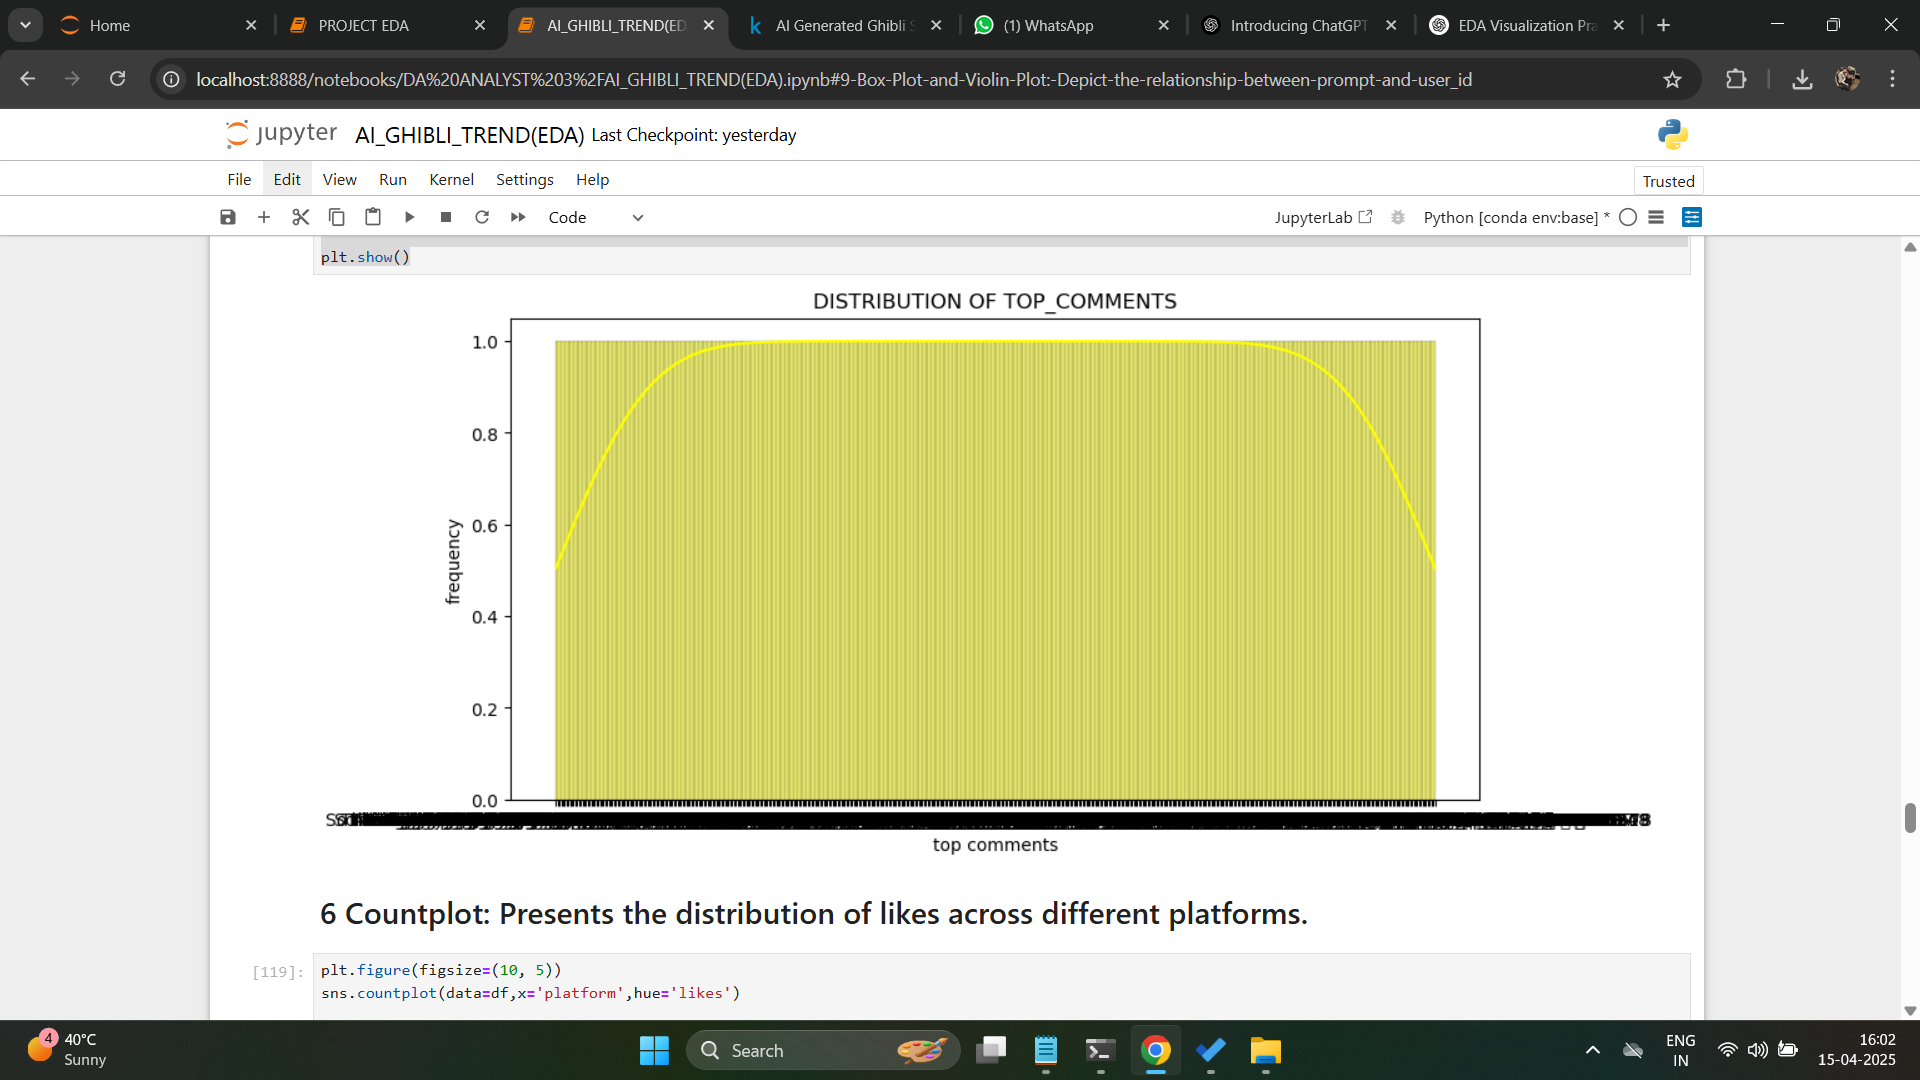 Home
PROJECT EDA
AI_GHIBLI_TREND(ED
AI Generated Ghibli S
(1) WhatsApp
Introducing ChatGPT
EDA Visualization Pra
localhost:8888/notebooks/DA%20ANALYST%203%2FAI_GHIBLI_TREND(EDA).ipynb#9-Box-Plot-and-Violin-Plot:-Depict-the-relationship-between-prompt-and-user_id
jupyter AI_GHIBLI_TREND(EDA) Last Checkpoint: yesterday
File Edit View Run Kernel Settings Help
Trusted
Code
JupyterLab
Python [conda env:base] *
plt.show()
DISTRIBUTION OF TOP_COMMENTS
1.0
0.8
0.6
0.4
0.2
0.0
frequency
top comments
6 Countplot: Presents the distribution of likes across different platforms.
[119]:
plt.figure(figsize=(10, 5))
sns.countplot(data=df,x='platform',hue='likes')
4
40°C
Sunny
Search
ENG
IN
16:02
15-04-2025